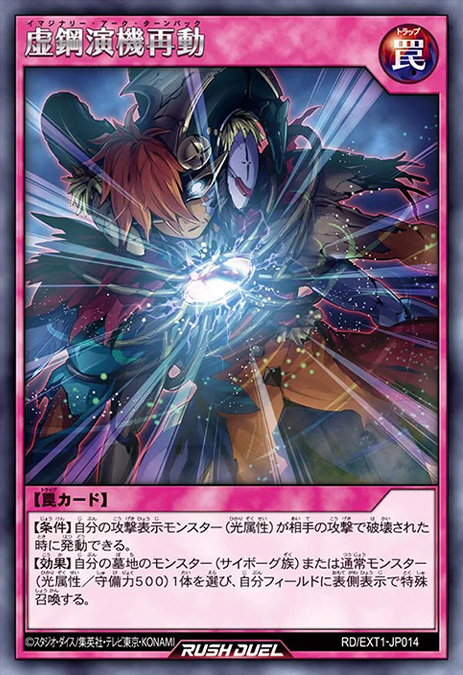 イマジナリー・アーク・ターンバック
虚鋼演機再動
トラップ
罠
トラップ
【罠カード】
【条件】自分の攻撃表示モンスター(光属性)が相手の攻撃で破壊された
時に発動できる。
【効果】自分の墓地のモンスター(サイボーグ族)または通常モンスター
(光属性/守備力500)1体を選び、自分フィールドに表側表示で特殊
召喚する。
©スタジオ・ダイス/集英社・テレビ東京・KONAMI
RUSH DUEL
RD/EXT1-JP014